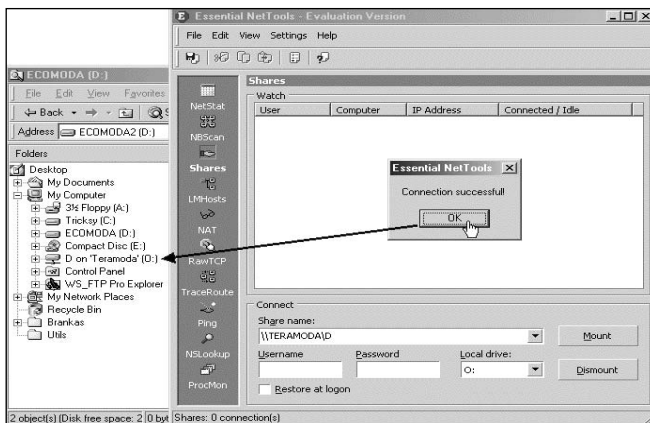 Essential NetTools - Evaluation Version
File Edit View Settings Help
ECOMODA (D:)
File Edit View Favorites
Back
Address ECOMODA2 (D:)
Folders
Desktop
My Documents
My Computer
3½ Floppy (A:)
Tricksy (C:)
ECOMODA (D:)
Compact Disc (E:)
D on 'Teramoda' (O:)
Control Panel
WS_FTP Pro Explorer
My Network Places
Recycle Bin
Brankas
Utils
2 object(s) (Disk free space: 2 0 byt
NetStat
NBScan
Shares
LMHosts
NAT
RawTCP
TraceRoute
Ping
NSLookup
ProcMon
Shares
Watch
User Computer IP Address Connected / Idle
Essential NetTools
Connection successful!
OK
Connect
Share name:
\\TERAMODA\D
Mount
Username Password Local drive:
O:
Dismount
Restore at logon
Shares: 0 connection(s)